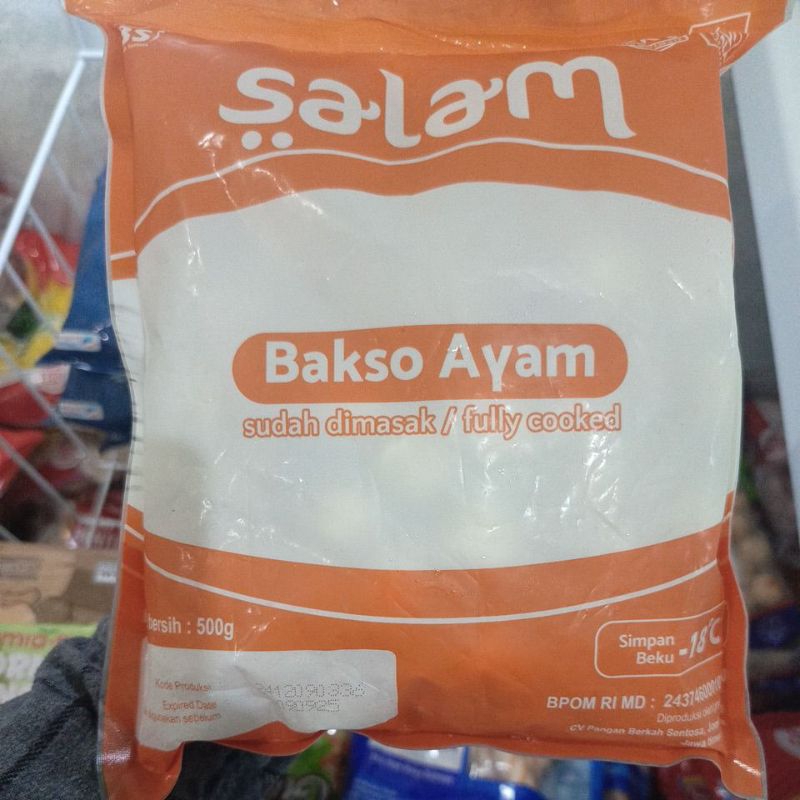 salam
Bakso Ayam
sudah dimasak / fully cooked
bersih : 500g
Simpan
Beku
-18°C
Kode Produksi
Expired Date
090925
BPOM RI MD :
Diproduksi oleh
CV Pangan Berkah Sentosa,